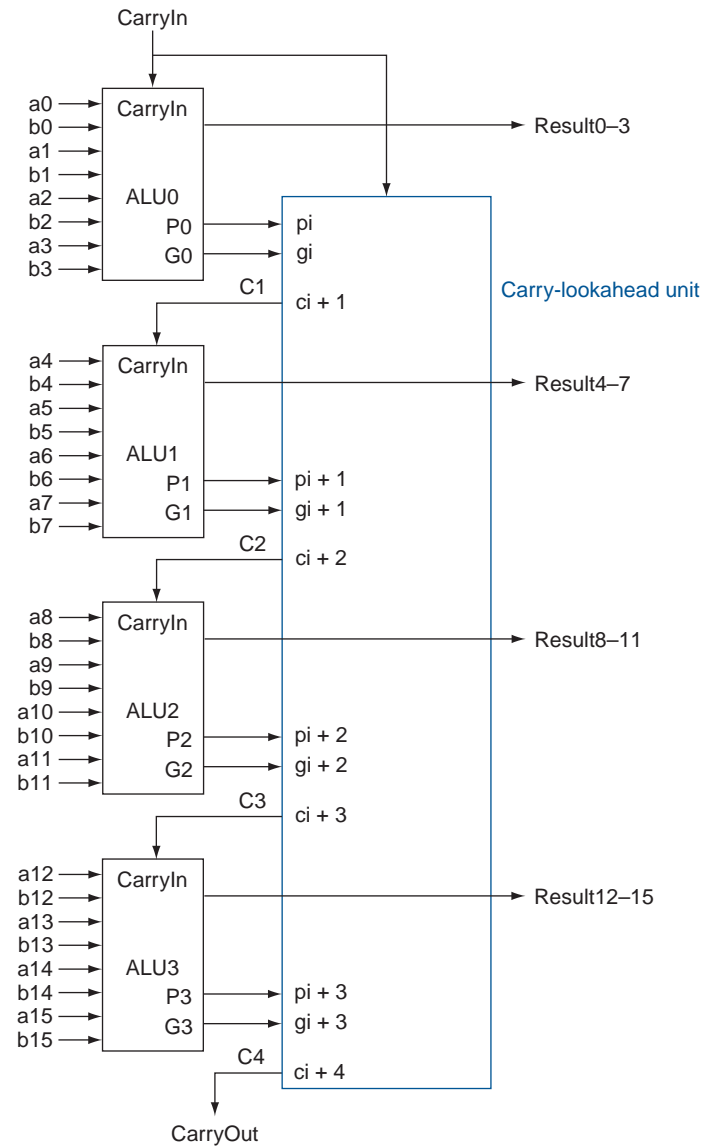 CarryIn
a0
b0
a1
b1
a2
b2
a3
b3
CarryIn
ALU0
P0
G0
Result0–3
pi
gi
Carry-lookahead unit
C1
ci + 1
a4
b4
a5
b5
a6
b6
a7
b7
CarryIn
ALU1
P1
G1
Result4–7
pi + 1
gi + 1
C2
ci + 2
a8
b8
a9
b9
a10
b10
a11
b11
CarryIn
ALU2
P2
G2
Result8–11
pi + 2
gi + 2
C3
ci + 3
a12
b12
a13
b13
a14
b14
a15
b15
CarryIn
ALU3
P3
G3
Result12–15
pi + 3
gi + 3
C4
ci + 4
CarryOut